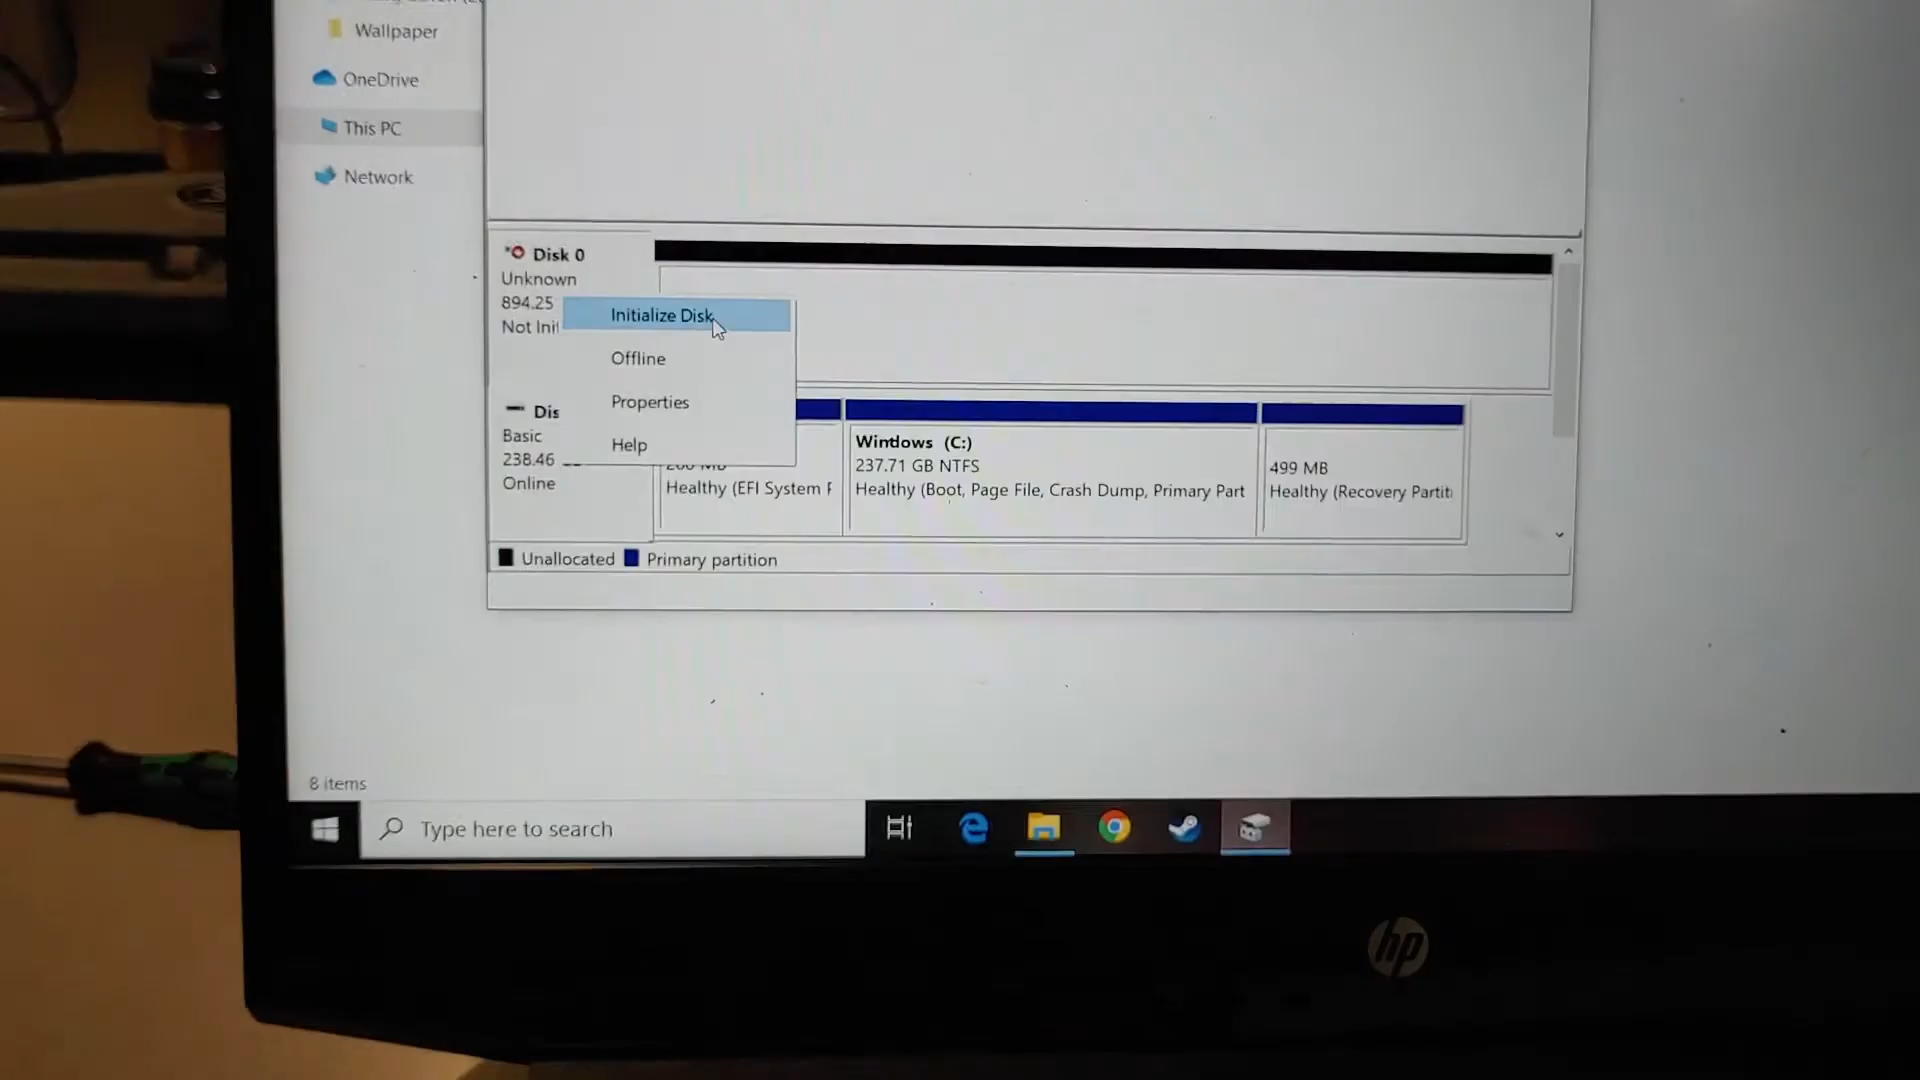 Wallpaper
OneDrive
This PC
Network
Disk 0
Unknown
894.25
Not Init
Initialize Disk
Offline
Properties
Help
Dis
Basic
238.46
Online
Healthy (EFI System P
Windows (C:)
237.71 GB NTFS
Healthy (Boot, Page File, Crash Dump, Primary Part
499 MB
Healthy (Recovery Partiti
Unallocated
Primary partition
8 items
Type here to search
hp